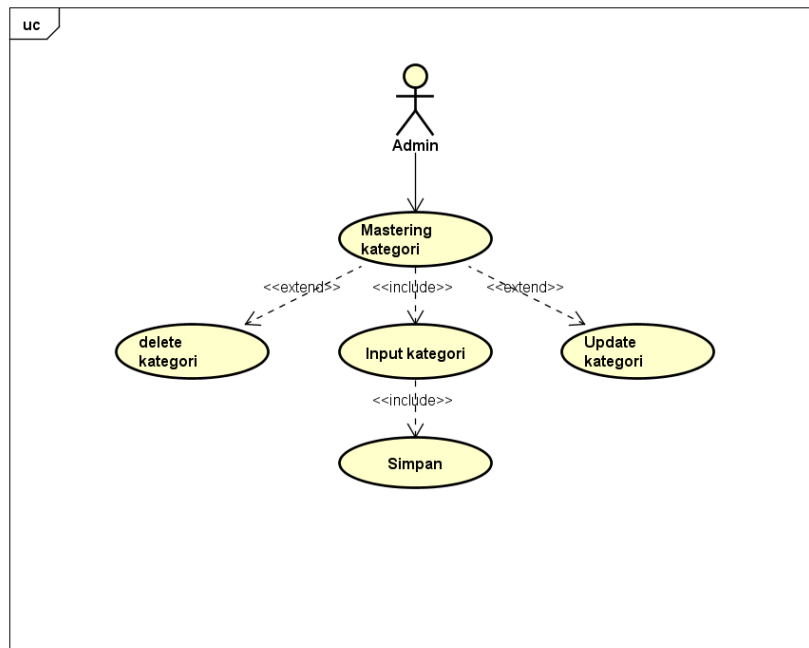 uc
Admin
Mastering
kategori
<<extend>>
<<include>>
<<extend>>
delete
kategori
Input kategori
Update
kategori
<<include>>
Simpan